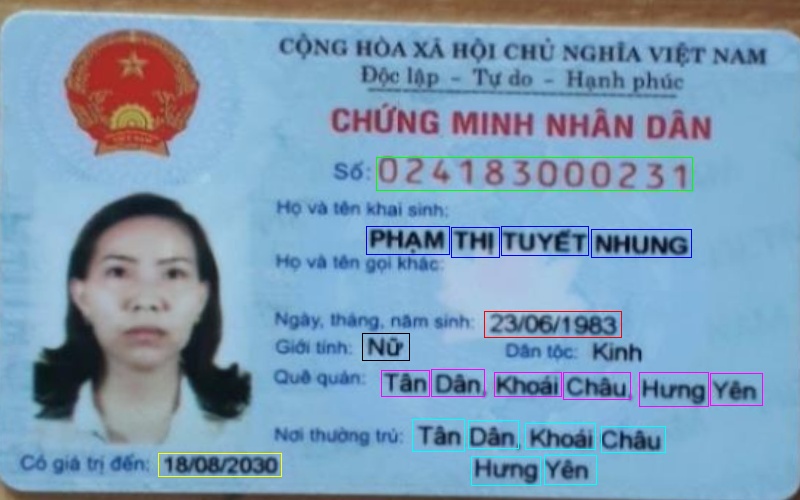 CỘNG HÒA XÃ HỘI CHỦ NGHĨA VIỆT NAM
Độc lập - Tự do - Hạnh phúc
CHỨNG MINH NHÂN DÂN
Số: 024183000231
Họ và tên khai sinh:
PHẠM THỊ TUYẾT NHUNG
Họ và tên gọi khác:
Ngày, tháng, năm sinh: 23/06/1983
Giới tính: Nữ Dân tộc: Kinh
Quê quán: Tân Dân, Khoái Châu, Hưng Yên
Nơi thường trú: Tân Dân, Khoái Châu
Hưng Yên
Có giá trị đến: 18/08/2030